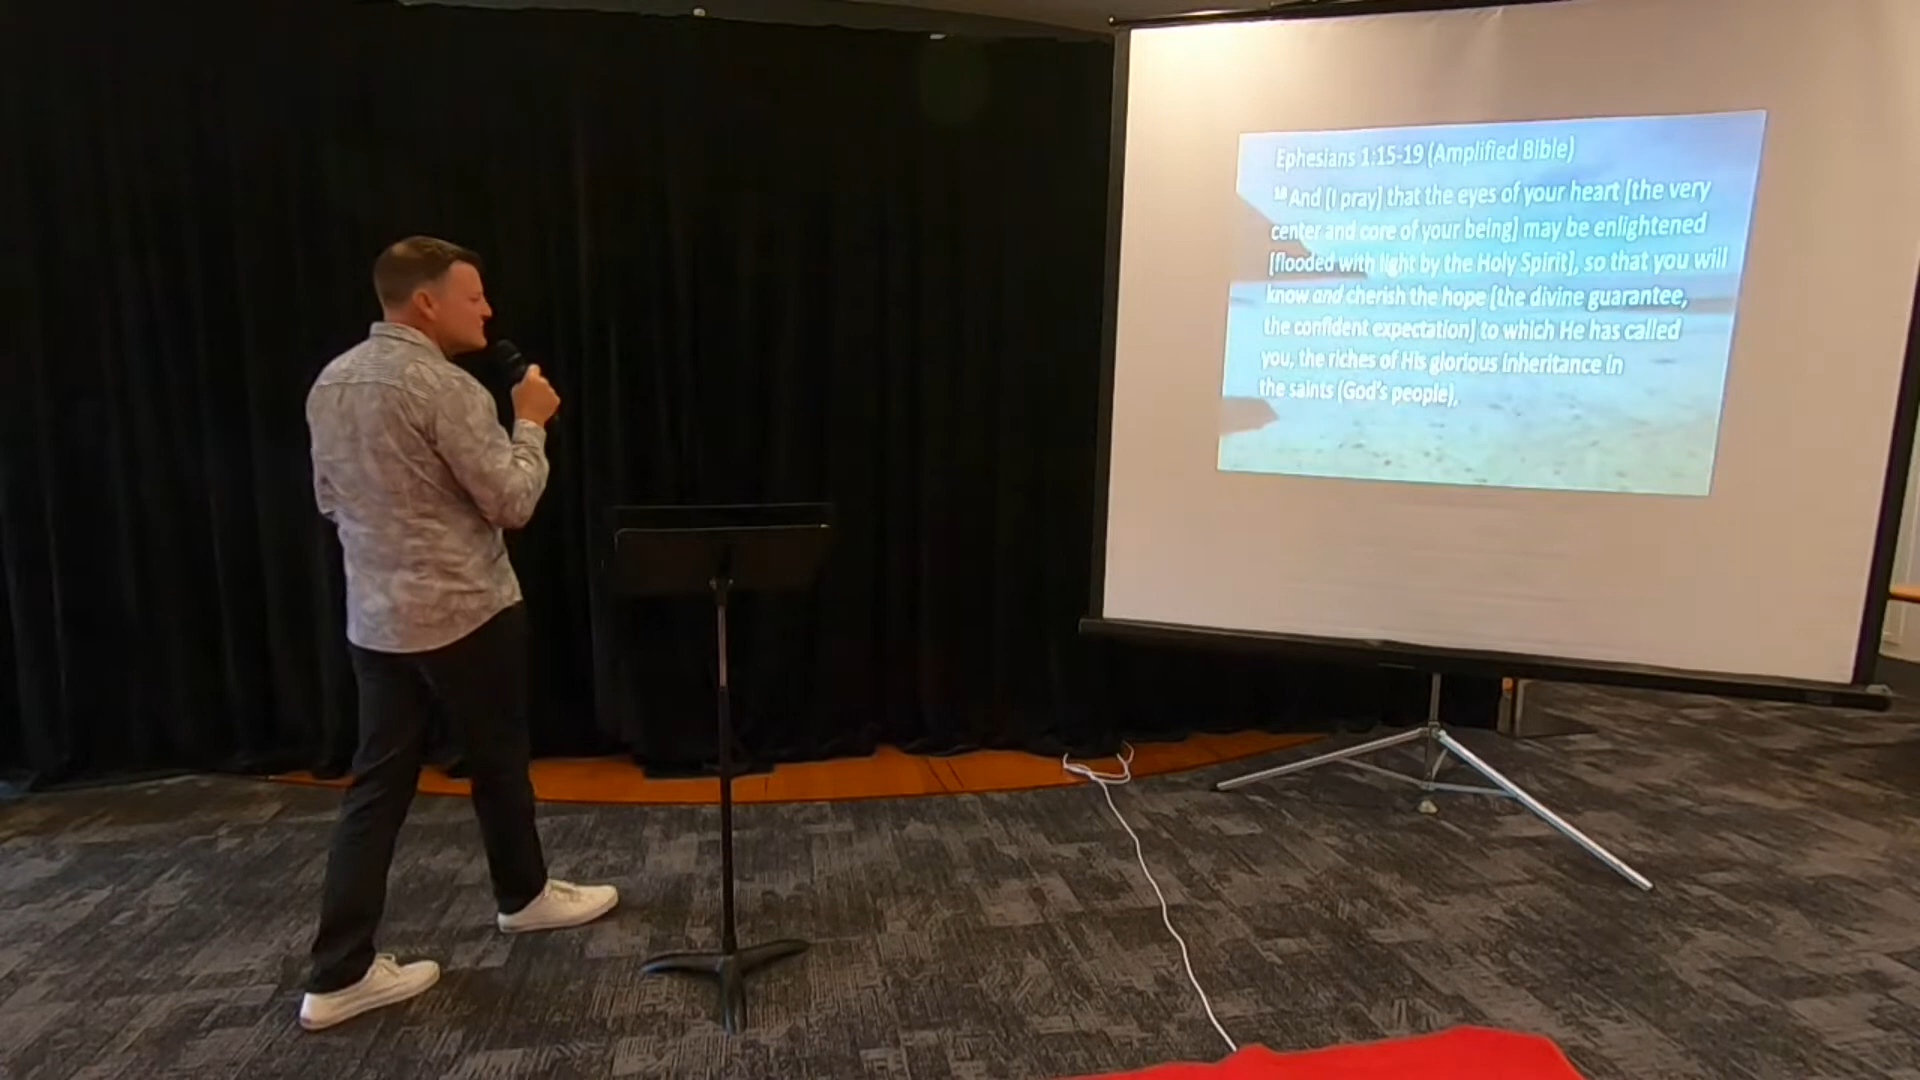 Ephesians 1:15-19 (Amplified Bible)
18 And [I pray] that the eyes of your heart [the very
center and core of your being] may be enlightened
[flooded with light by the Holy Spirit], so that you will
know and cherish the hope [the divine guarantee,
the confident expectation] to which He has called
you, the riches of His glorious inheritance in
the saints (God's people),